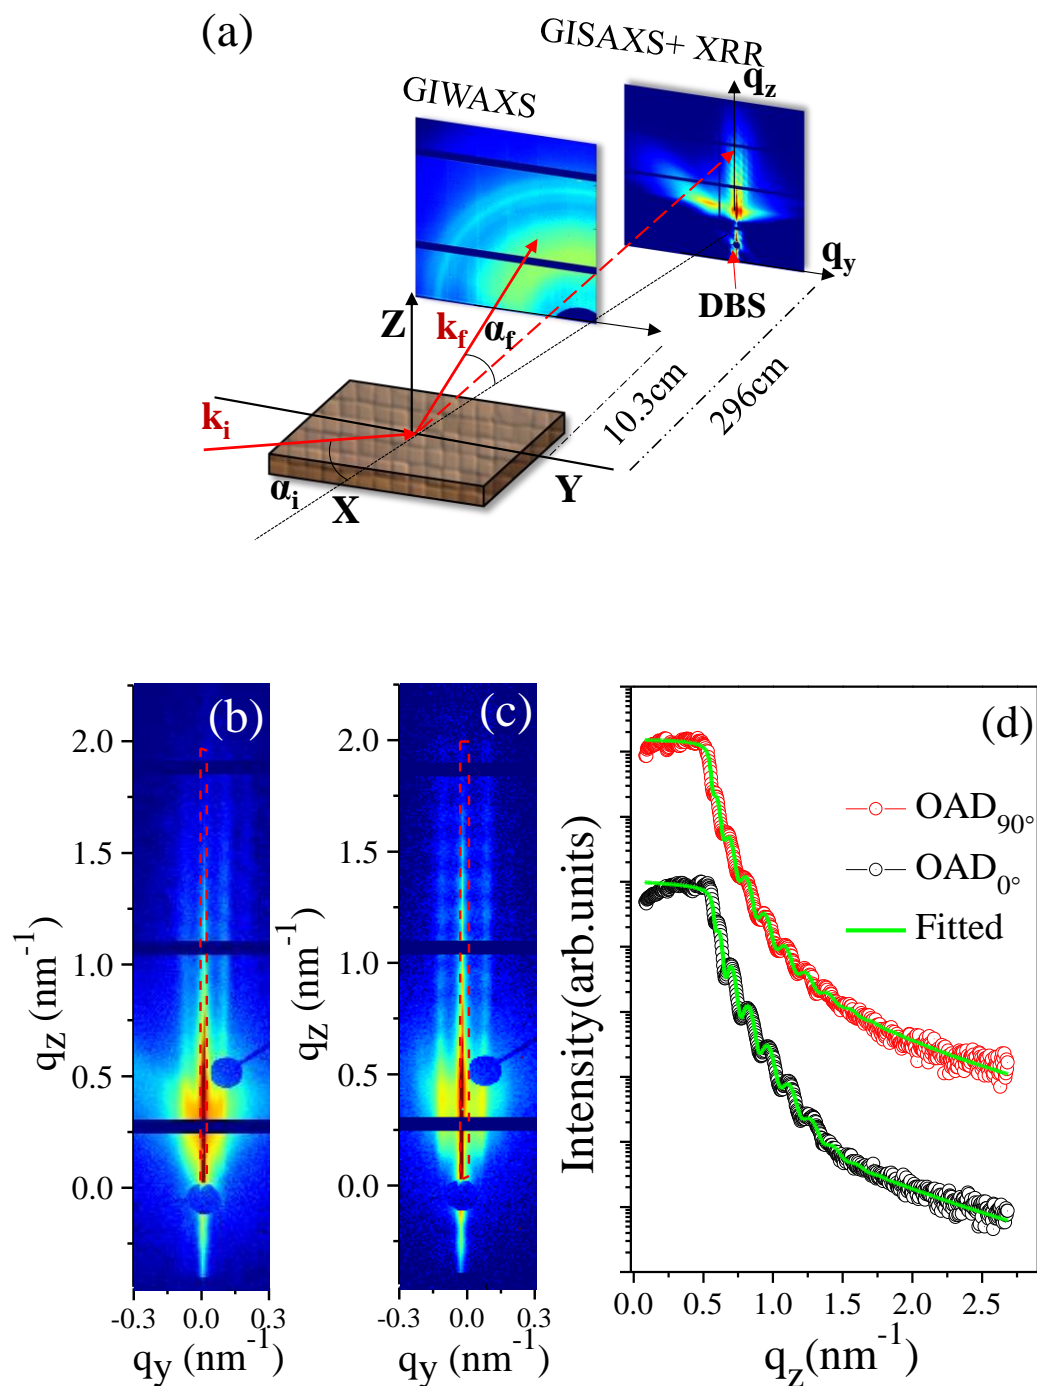 (a)
GISAXS+ XRR
GIWAXS
q_z
q_y
DBS
Z
k_f
α_f
k_i
α_i
X
Y
10.3cm
296cm
(b)
q_z (nm^-1)
2.0
1.5
1.0
0.5
0.0
-0.3 0.0 0.3
q_y (nm^-1)
(c)
q_z (nm^-1)
2.0
1.5
1.0
0.5
0.0
-0.3 0.0 0.3
q_y (nm^-1)
(d)
OAD_90°
OAD_0°
Fitted
Intensity(arb.units)
0.0 0.5 1.0 1.5 2.0 2.5
q_z(nm^-1)